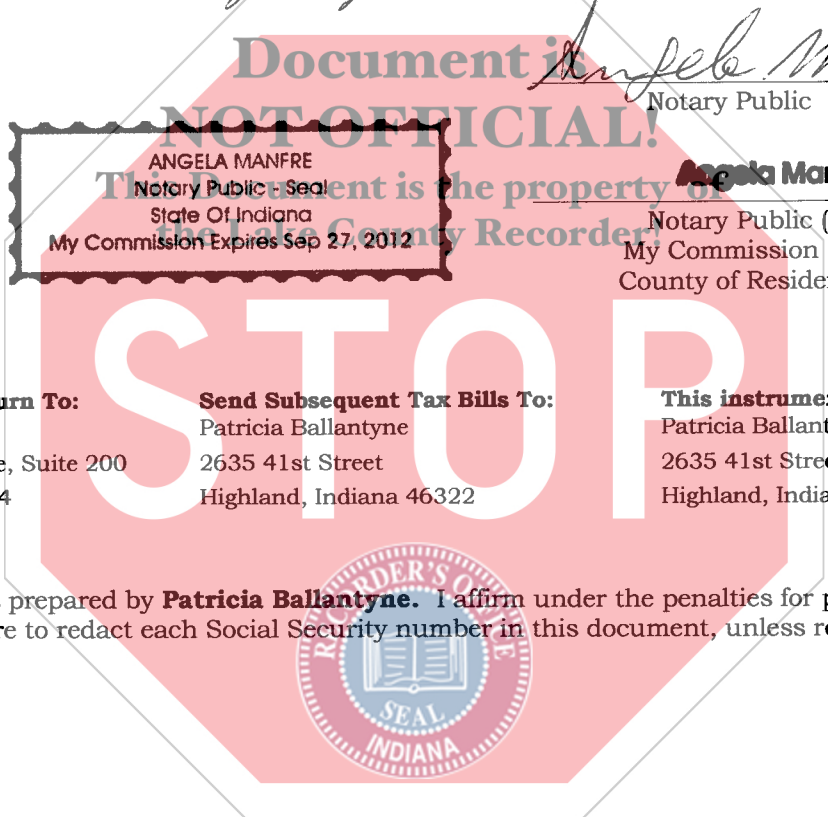 Document is
NOT OFFICIAL!
This Document is the property of
the Lake County Recorder!
Notary Public
ANGELA MANFRE
Notary Public - Seal
State Of Indiana
My Commission Expires Sep 27, 2012
Angela Man
Notary Public (
My Commission
County of Reside
STOP
urn To:
e, Suite 200
4
Send Subsequent Tax Bills To:
Patricia Ballantyne
2635 41st Street
Highland, Indiana 46322
This instrume
Patricia Ballant
2635 41st Stree
Highland, India
s prepared by Patricia Ballantyne. I affirm under the penalties for p
re to redact each Social Security number in this document, unless re
RECORDER'S OFFICE
SEAL
INDIANA